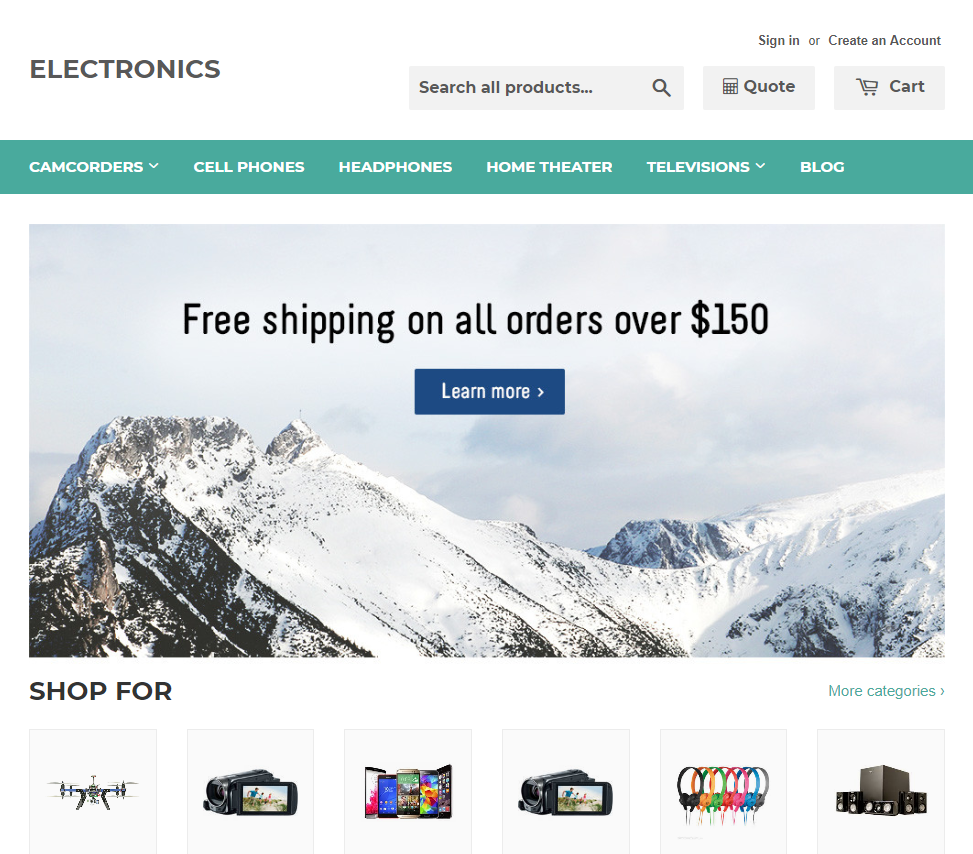 Sign in or Create an Account
ELECTRONICS
Search all products...
Quote
Cart
CAMCORDERS
CELL PHONES
HEADPHONES
HOME THEATER
TELEVISIONS
BLOG
Free shipping on all orders over $150
Learn more ›
SHOP FOR
More categories ›